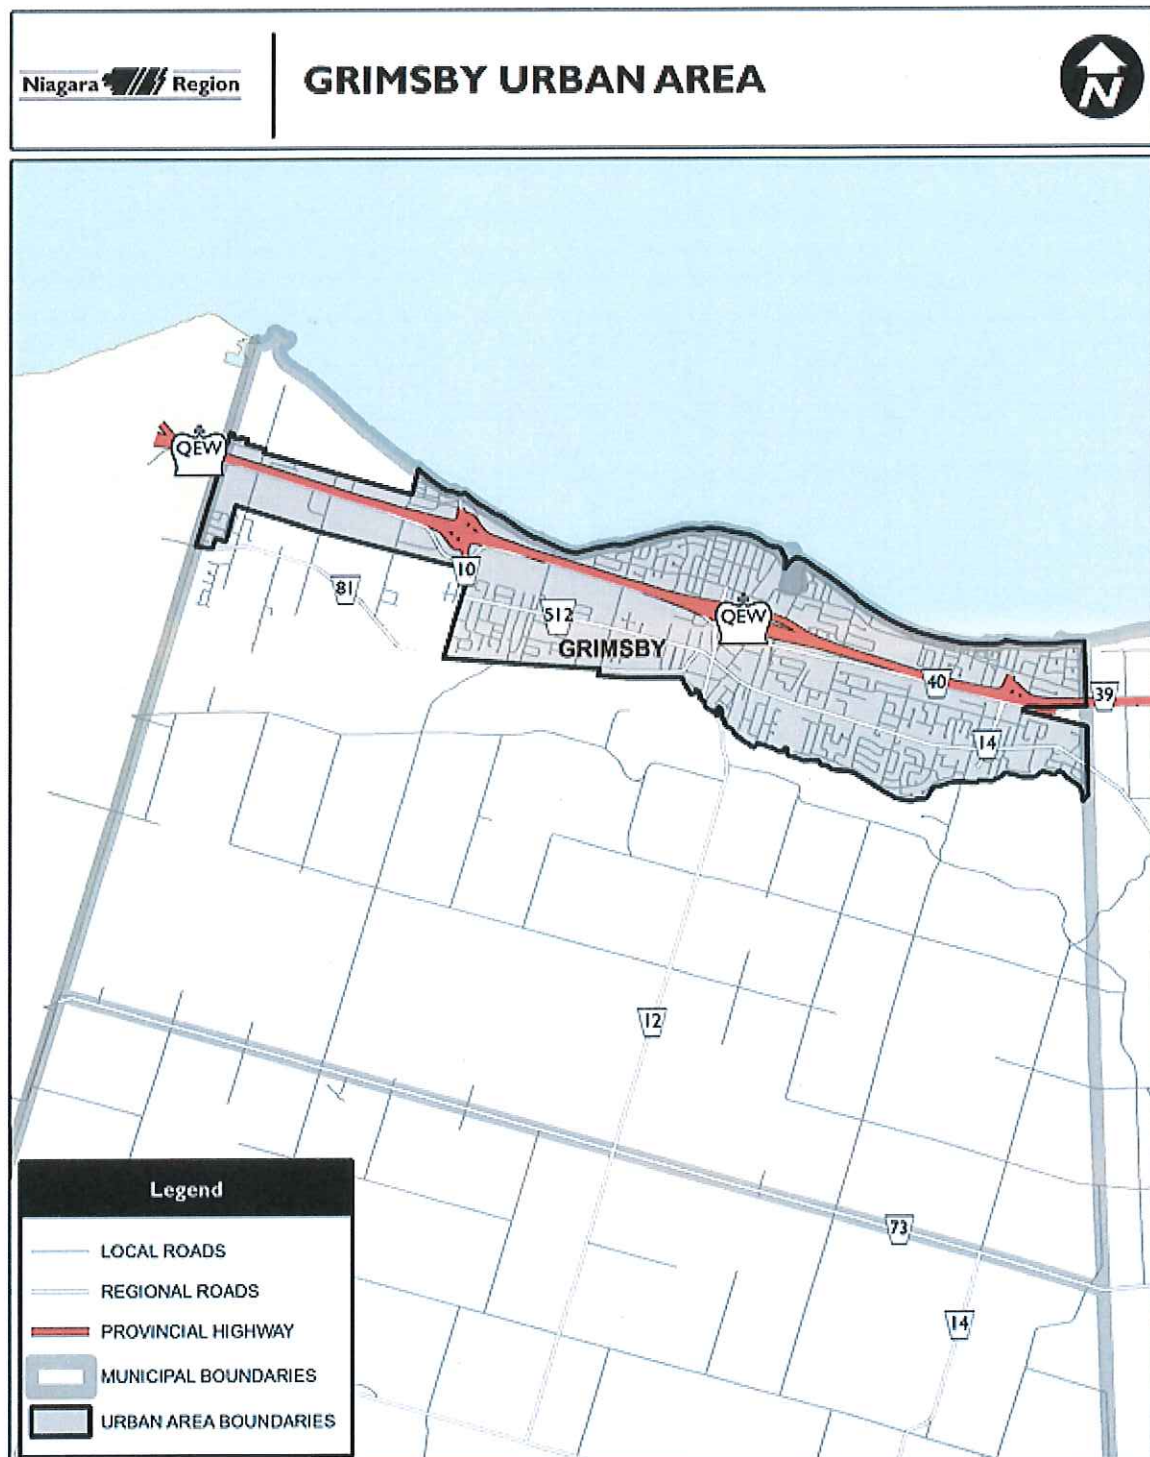 Niagara Region
GRIMSBY URBAN AREA
N
QEW
10
81
512
QEW
GRIMSBY
40
39
14
12
73
14
Legend
LOCAL ROADS
REGIONAL ROADS
PROVINCIAL HIGHWAY
MUNICIPAL BOUNDARIES
URBAN AREA BOUNDARIES